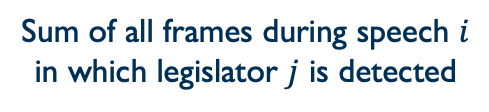 Sum of all frames during speech i
in which legislator j is detected